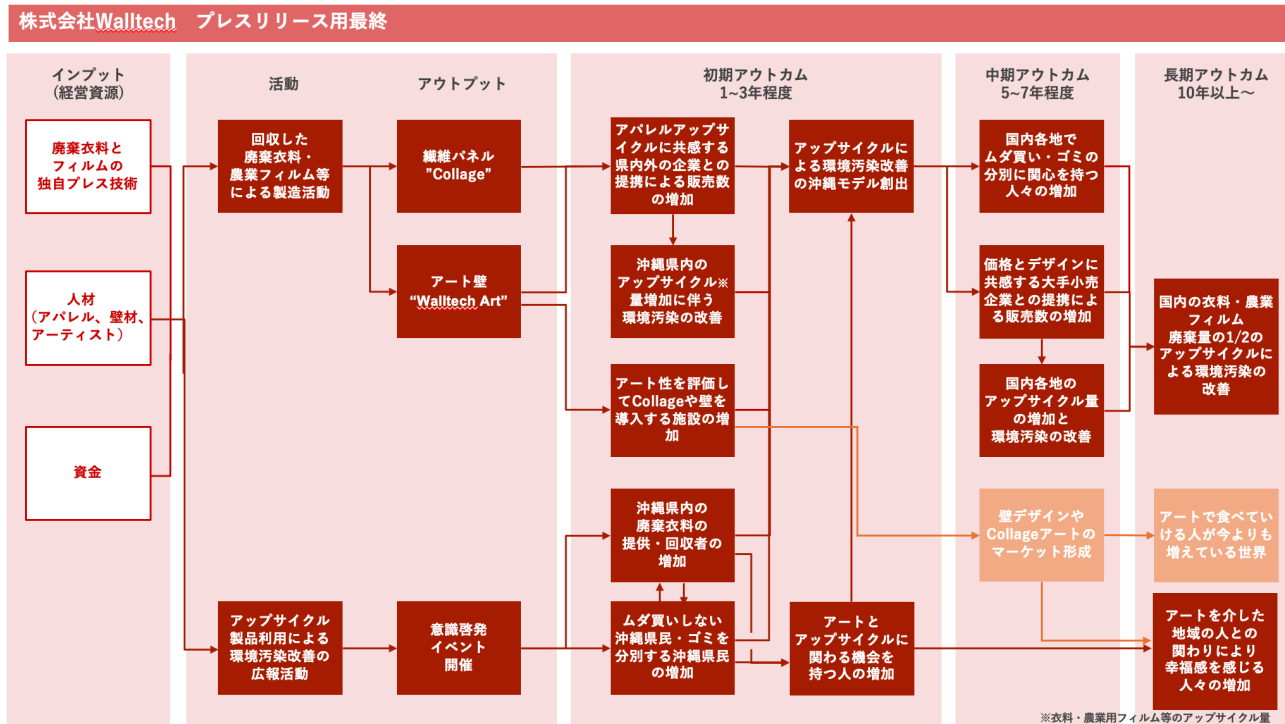 株式会社Walltech　プレスリリース用最終
インプット
(経営資源)
活動
アウトプット
初期アウトカム
1~3年程度
中期アウトカム
5~7年程度
長期アウトカム
10年以上〜
廃棄衣料と
フィルムの
独自プレス技術
人材
（アパレル、壁材、
アーティスト）
資金
回収した
廃棄衣料・
農業フィルム等
による製造活動
アップサイクル
製品利用による
環境汚染改善の
広報活動
繊維パネル
"Collage"
アート壁
“Walltech Art”
意識啓発
イベント
開催
アパレルアップサ
イクルに共感する
県内外の企業との
提携による販売数
の増加
沖縄県内の
アップサイクル※
量増加に伴う
環境汚染の改善
アート性を評価し
てCollageや壁を
導入する施設の増
加
沖縄県内の
廃棄衣料の
提供・回収者の
増加
ムダ買いしない
沖縄県民・ゴミを
分別する沖縄県民
の増加
アップサイクルに
よる環境汚染改善
の沖縄モデル創出
アートと
アップサイクルに
関わる機会を
持つ人の増加
国内各地で
ムダ買い・ゴミの
分別に関心を持つ
人々の増加
価格とデザインに
共感する大手小売
企業との提携によ
る販売数の増加
国内各地の
アップサイクル量
の増加と
環境汚染の改善
壁デザインや
Collageアートの
マーケット形成
国内の衣料・農業
フィルム
廃棄量の1/2の
アップサイクルに
よる環境汚染の
改善
アートで食べてい
ける人が今よりも
増えている世界
アートを介した
地域の人との
関わりにより
幸福感を感じる
人々の増加
※衣料・農業用フィルム等のアップサイクル量